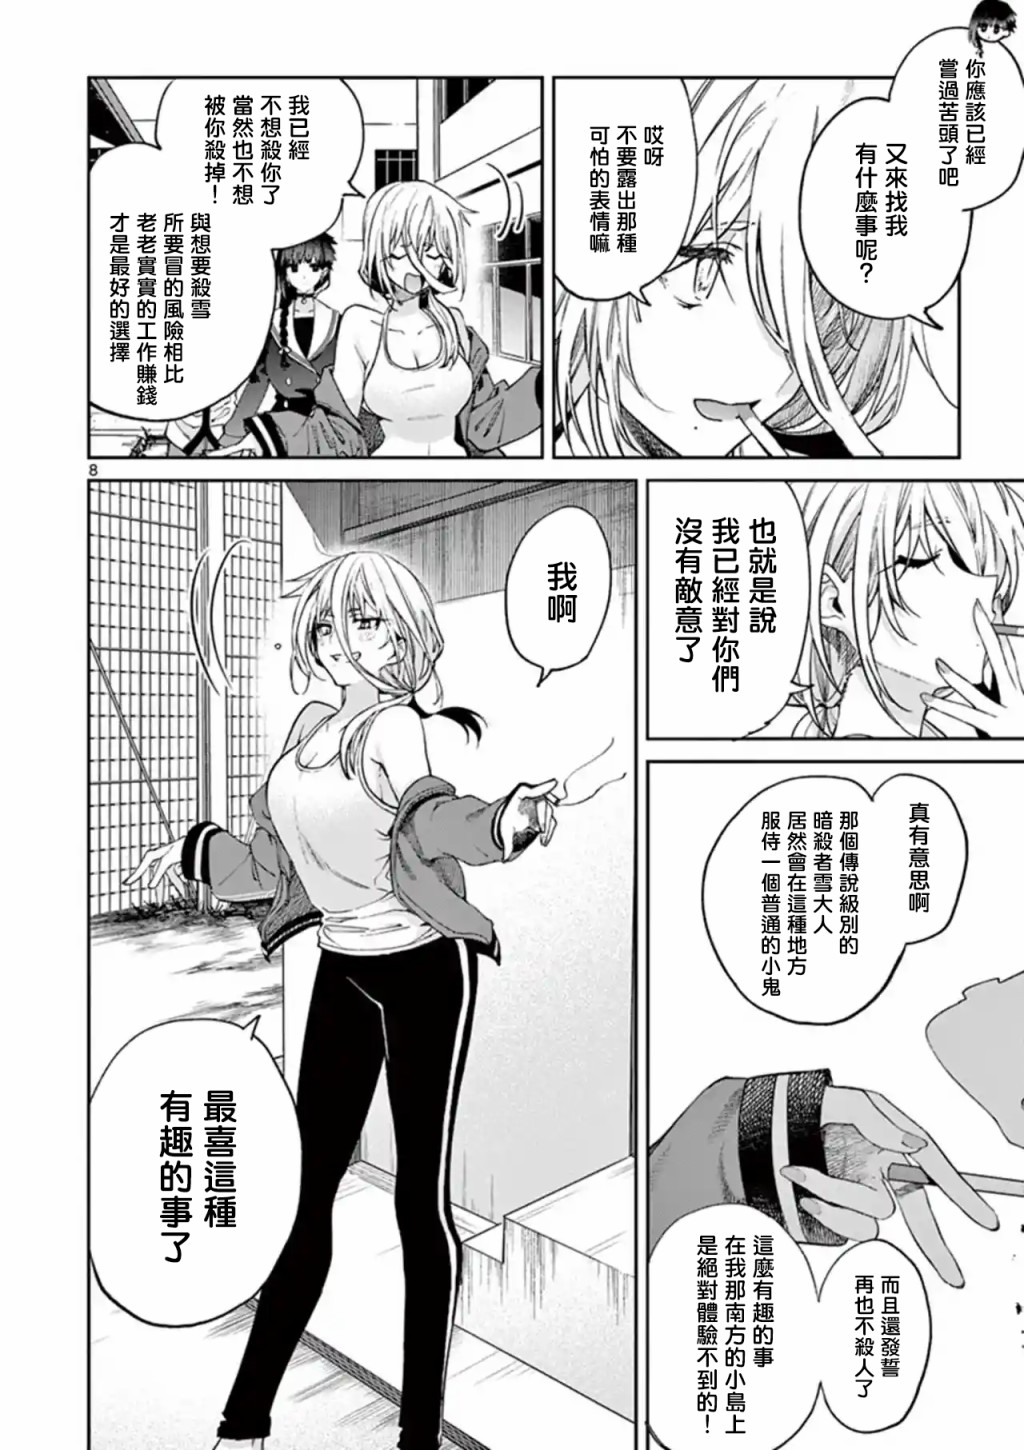 你應該已經
嘗過苦頭了吧
又來找我
有什麼事呢？
哎呀
不要露出那種
可怕的表情嘛
我已經
不想殺你了
當然也不想
被你殺掉！
與想要殺雪
所要冒的風險相比
老老實實的工作賺錢
才是最好的選擇
8
也就是說
我已經對你們
沒有敵意了
真有意思啊
那個傳說級別的
暗殺者雪大人
居然會在這種地方
服侍一個普通的小鬼
而且還發誓
再也不殺人了
這麼有趣的事
在我那南方的小島上
是絕對體驗不到的！
我啊
最喜這種
有趣的事了